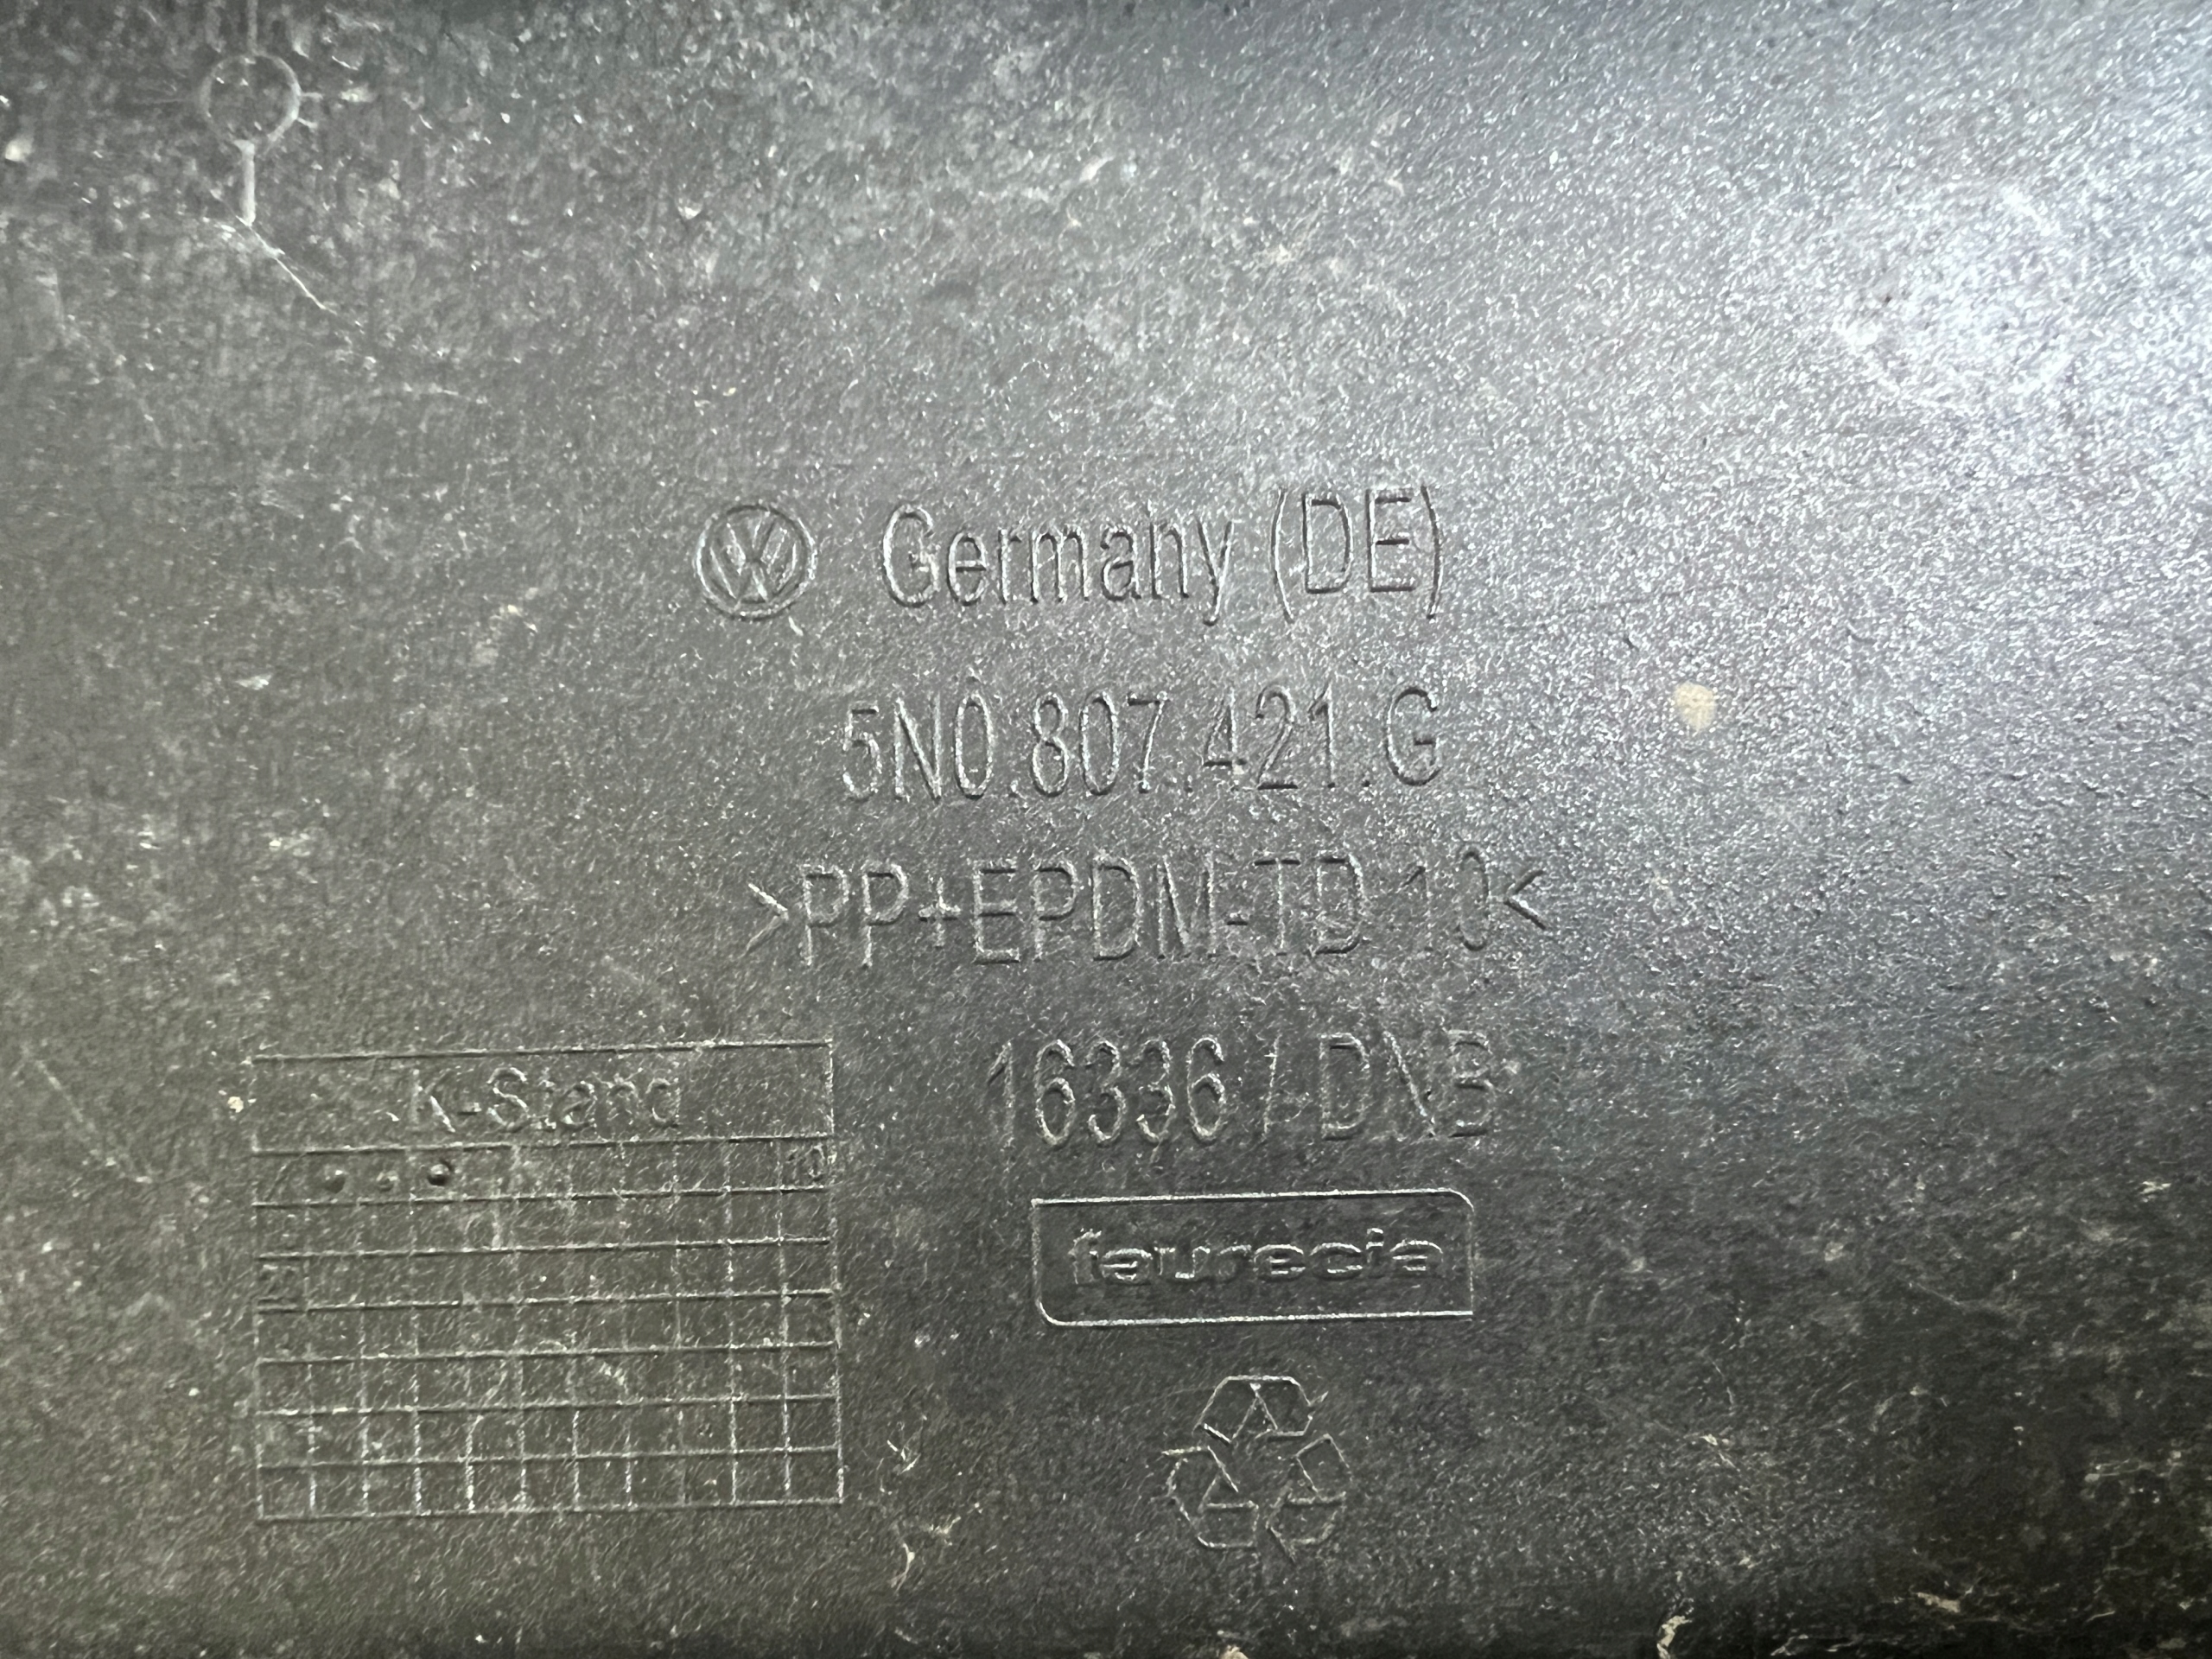 Germany (DE)
5N0.807.421.G
>PP+EPDM-TD 10<
16336 / DNB
K-Stand
10
faurecia